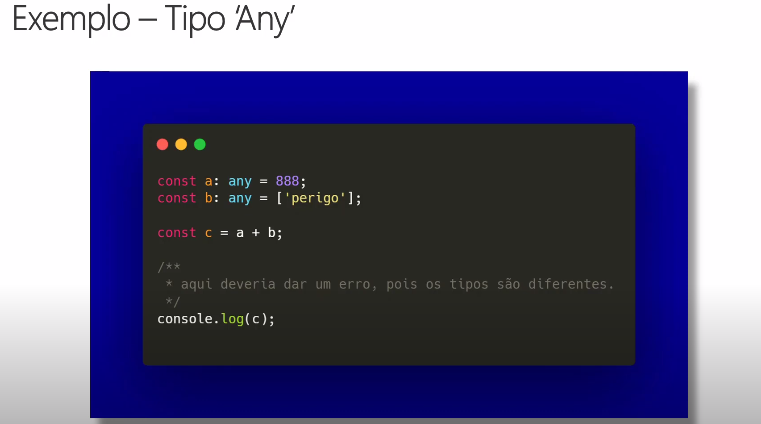 Exemplo – Tipo ‘Any’
const a: any = 888;
const b: any = ['perigo'];
const c = a + b;
/**
 * aqui deveria dar um erro, pois os tipos são diferentes.
 */
console.log(c);